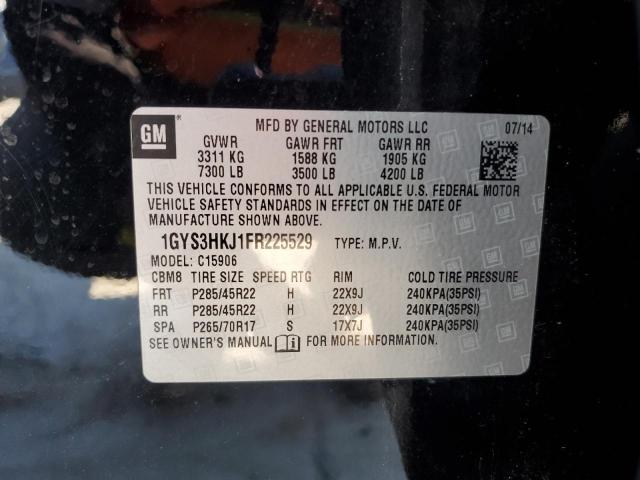 GM MFD BY GENERAL MOTORS LLC 07/14
GVWR GAWR FRT GAWR RR
3311 KG 1588 KG 1905 KG
7300 LB 3500 LB 4200 LB
THIS VEHICLE CONFORMS TO ALL APPLICABLE U.S. FEDERAL MOTOR
VEHICLE SAFETY STANDARDS IN EFFECT ON THE DATE OF
MANUFACTURE SHOWN ABOVE.
1GYS3HKJ1FR225529 TYPE: M.P.V.
MODEL: C15906
CBM8 TIRE SIZE SPEED RTG RIM COLD TIRE PRESSURE
FRT P285/45R22 H 22X9J 240KPA(35PSI)
RR P285/45R22 H 22X9J 240KPA(35PSI)
SPA P265/70R17 S 17X7J 240KPA(35PSI)
SEE OWNER'S MANUAL FOR MORE INFORMATION.